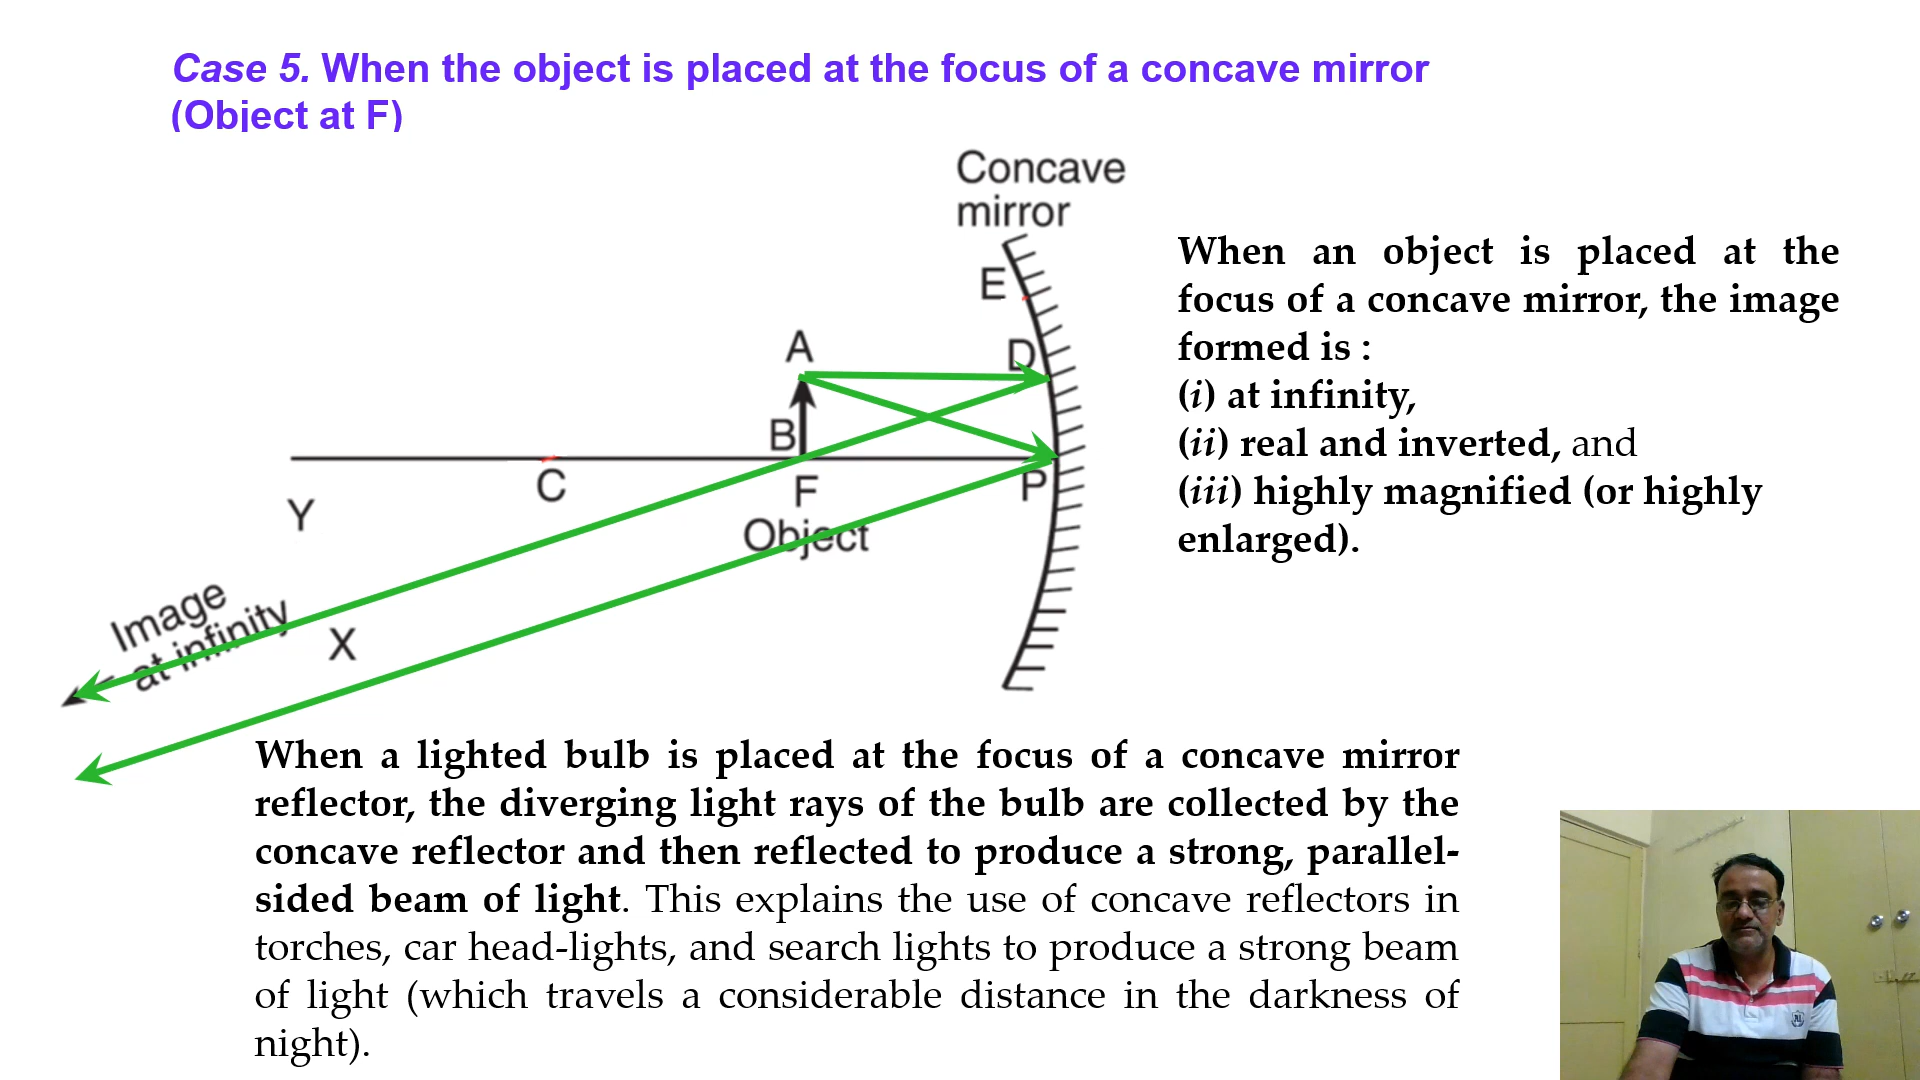 Case 5. When the object is placed at the focus of a concave mirror
(Object at F)
Concave
mirror
E
D
A
B
C
F
P
Y
Object
Image
at infinity
X
When an object is placed at the
focus of a concave mirror, the image
formed is :
(i) at infinity,
(ii) real and inverted, and
(iii) highly magnified (or highly
enlarged).
When a lighted bulb is placed at the focus of a concave mirror
reflector, the diverging light rays of the bulb are collected by the
concave reflector and then reflected to produce a strong, parallel-
sided beam of light. This explains the use of concave reflectors in
torches, car head-lights, and search lights to produce a strong beam
of light (which travels a considerable distance in the darkness of
night).